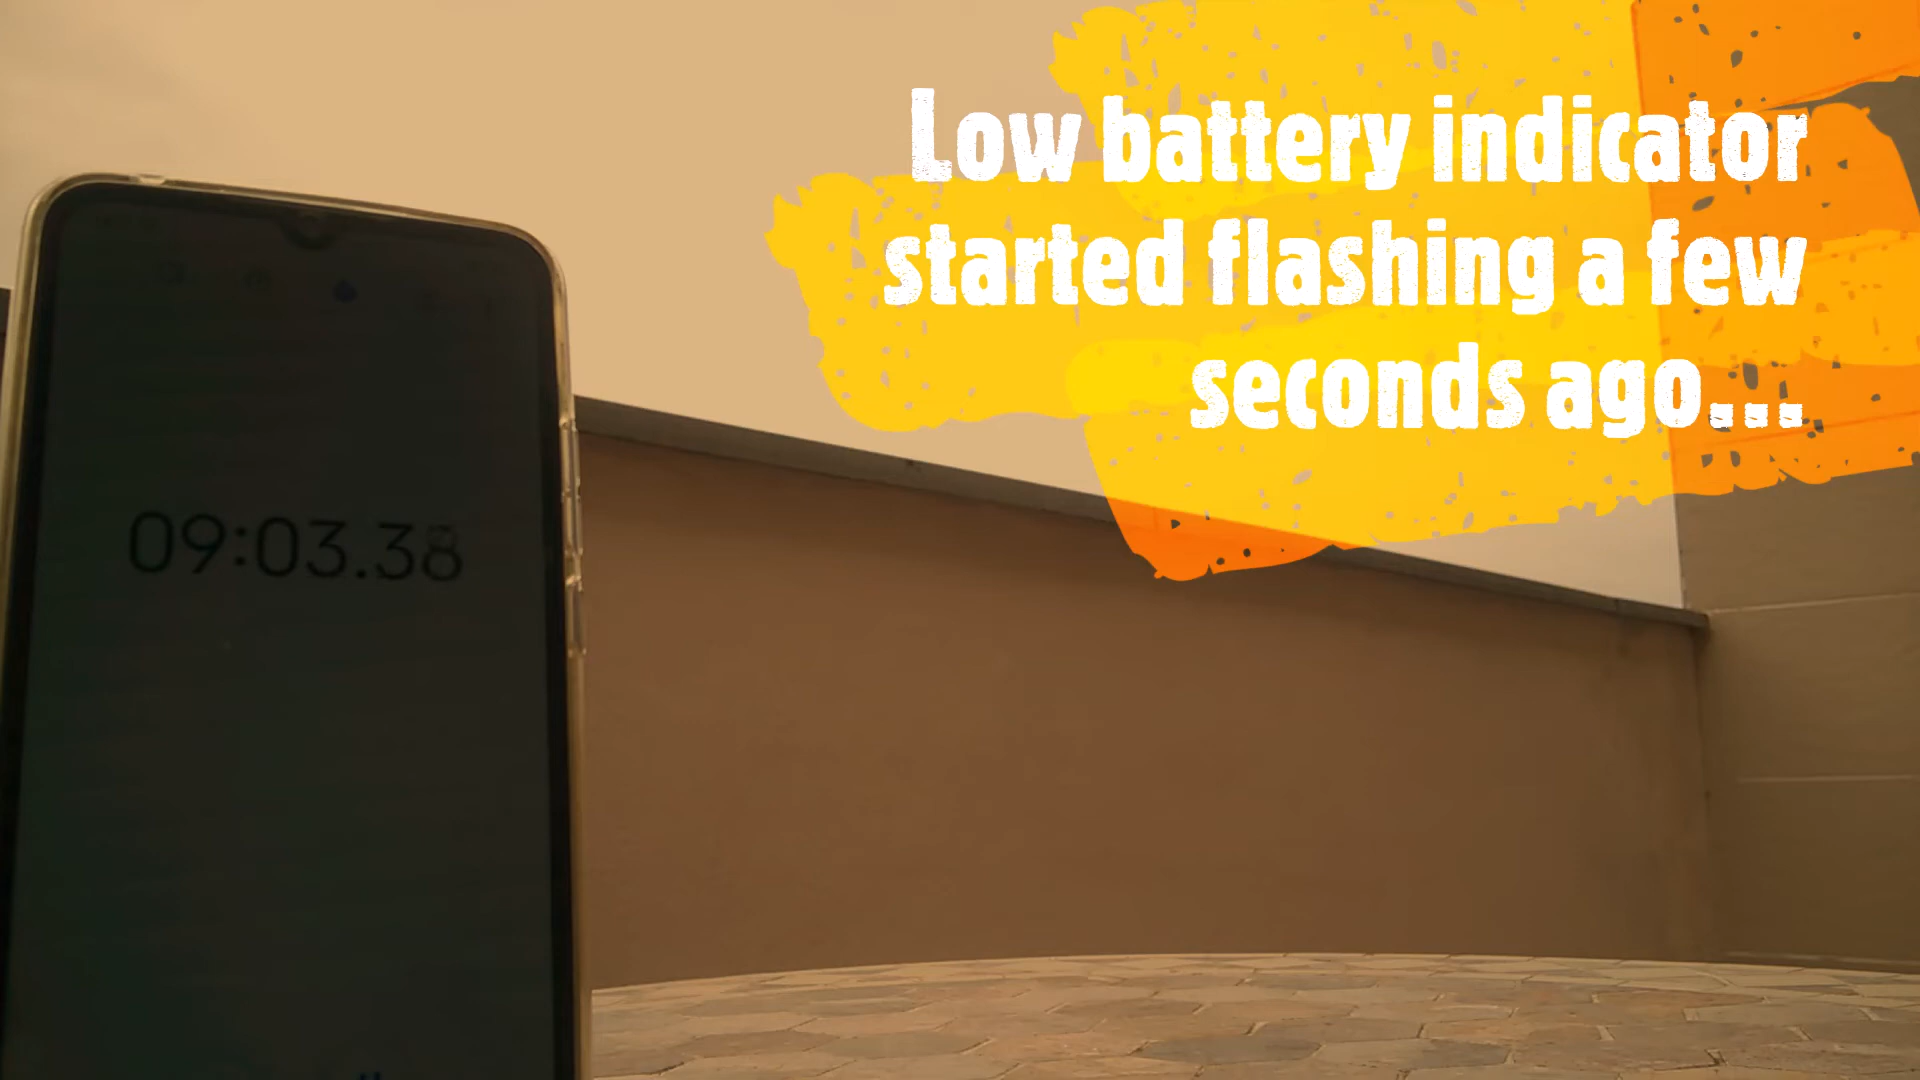 Low battery indicator
started flashing a few
seconds ago...
09:03.38